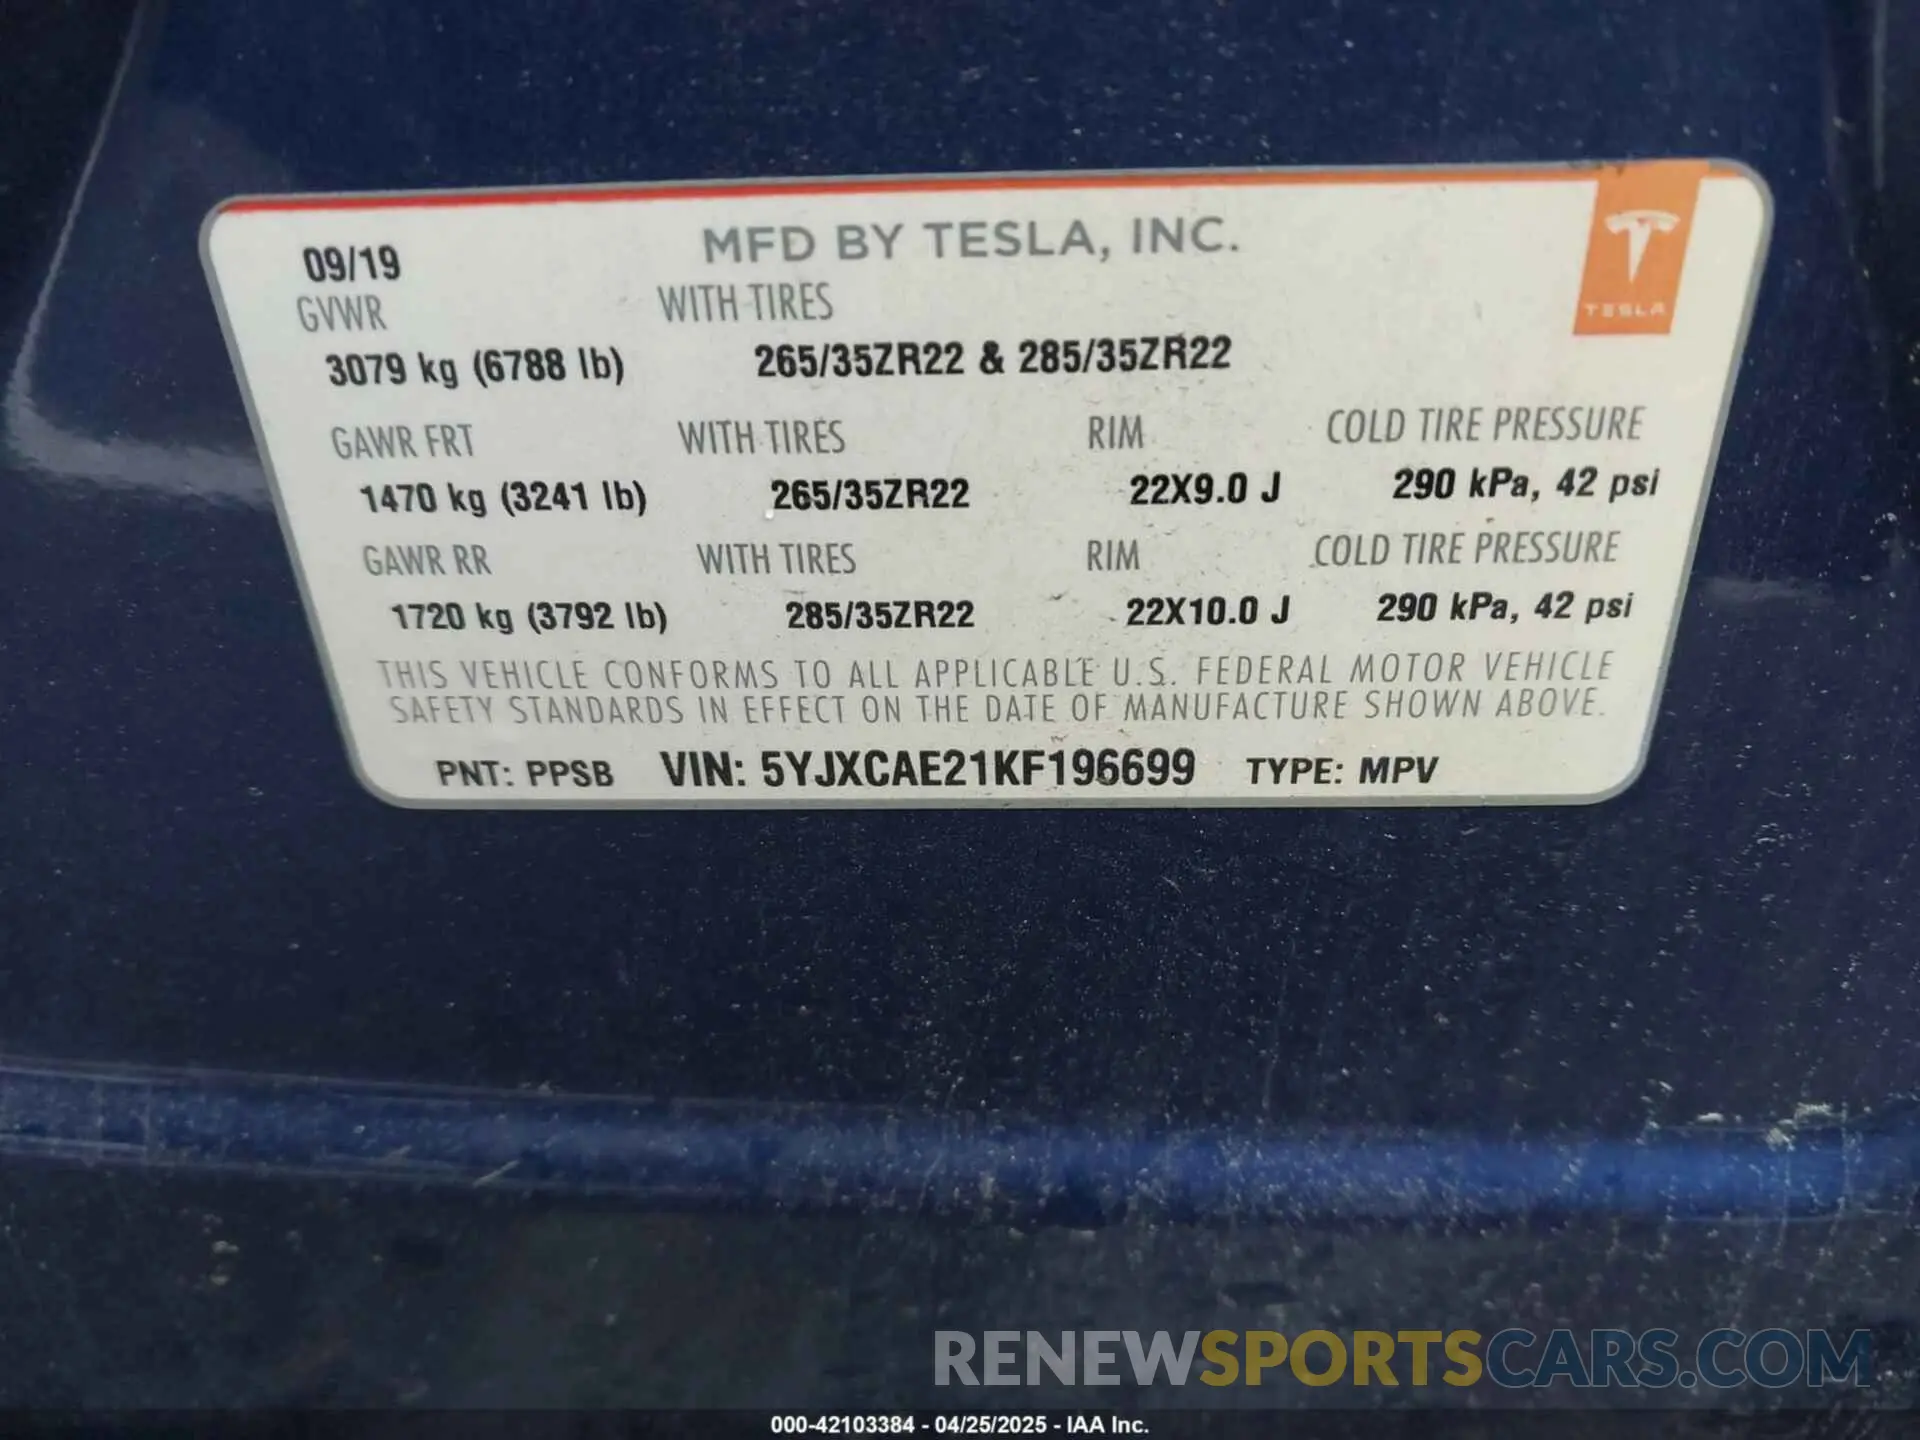 09/19 MFD BY TESLA, INC.
TESLA
GVWR WITH TIRES
3079 kg (6788 lb) 265/35ZR22 & 285/35ZR22
GAWR FRT WITH TIRES RIM COLD TIRE PRESSURE
1470 kg (3241 lb) 265/35ZR22 22X9.0 J 290 kPa, 42 psi
GAWR RR WITH TIRES RIM COLD TIRE PRESSURE
1720 kg (3792 lb) 285/35ZR22 22X10.0 J 290 kPa, 42 psi
THIS VEHICLE CONFORMS TO ALL APPLICABLE U.S. FEDERAL MOTOR VEHICLE
SAFETY STANDARDS IN EFFECT ON THE DATE OF MANUFACTURE SHOWN ABOVE.
PNT: PPSB VIN: 5YJXCAE21KF196699 TYPE: MPV
RENEWSPORTSCARS.COM
000-42103384 - 04/25/2025 - IAA Inc.